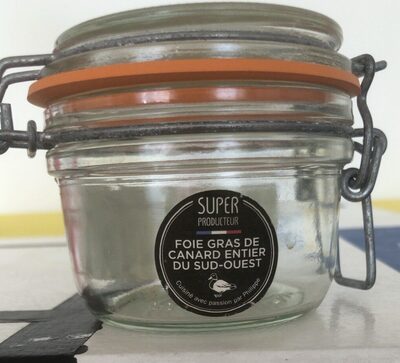 SUPER
PRODUCTEUR
FOIE GRAS DE
CANARD ENTIER
DU SUD-OUEST
Cuisiné avec passion par Philippe